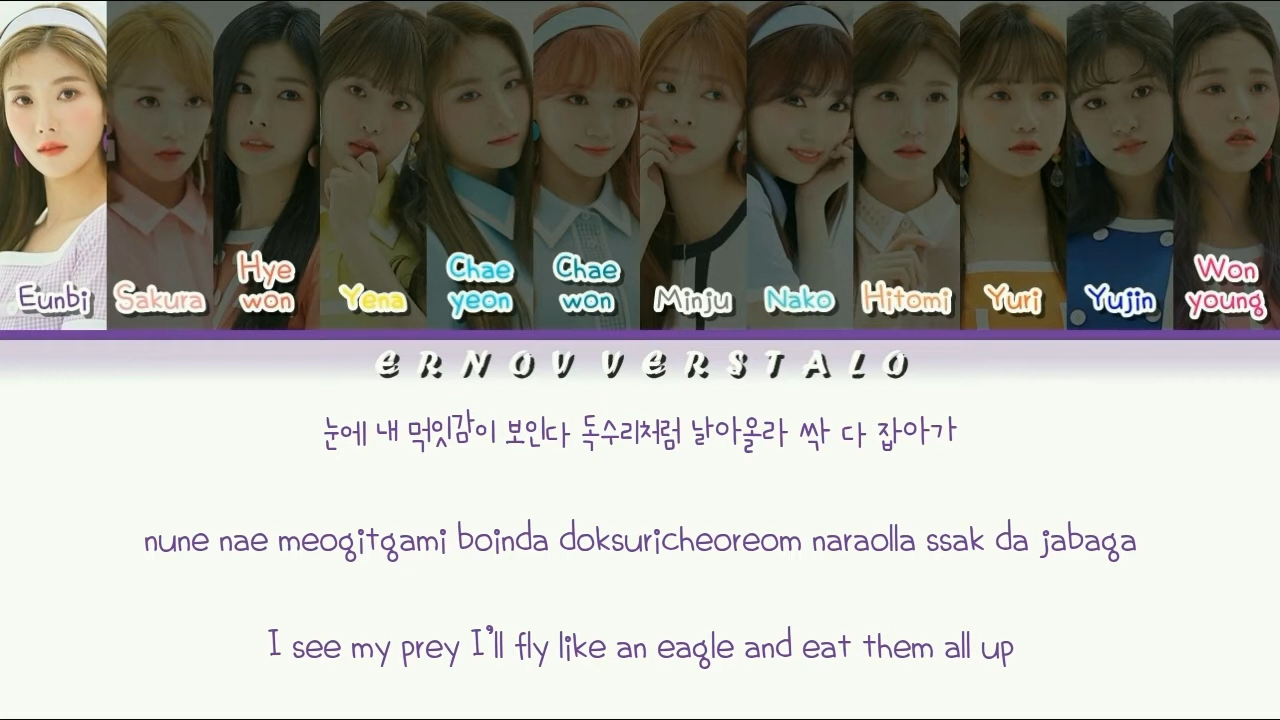 Eunbi
Sakura
Hye
won
Yena
Chae
yeon
Chae
won
Minju
Nako
Hitomi
Yuri
Yujin
Won
young
ERNOV VERSTALO
눈에 내 먹잇감이 보인다 독수리처럼 날아올라 싹 다 잡아가
nune nae meogitgami boinda doksuricheoreom naraolla ssak da jabaga
I see my prey I'll fly like an eagle and eat them all up